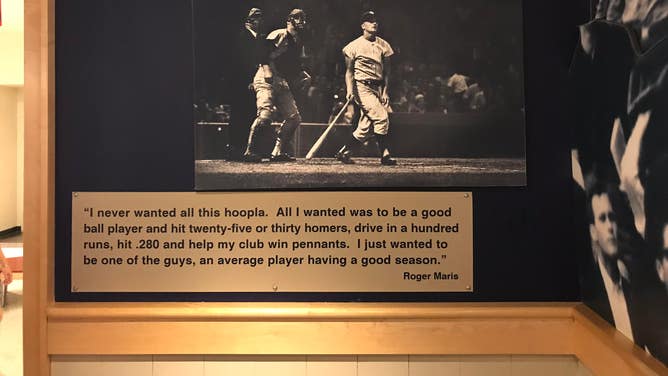 “I never wanted all this hoopla.  All I wanted was to be a good
ball player and hit twenty-five or thirty homers, drive in a hundred
runs, hit .280 and help my club win pennants.  I just wanted to
be one of the guys, an average player having a good season.”
Roger Maris